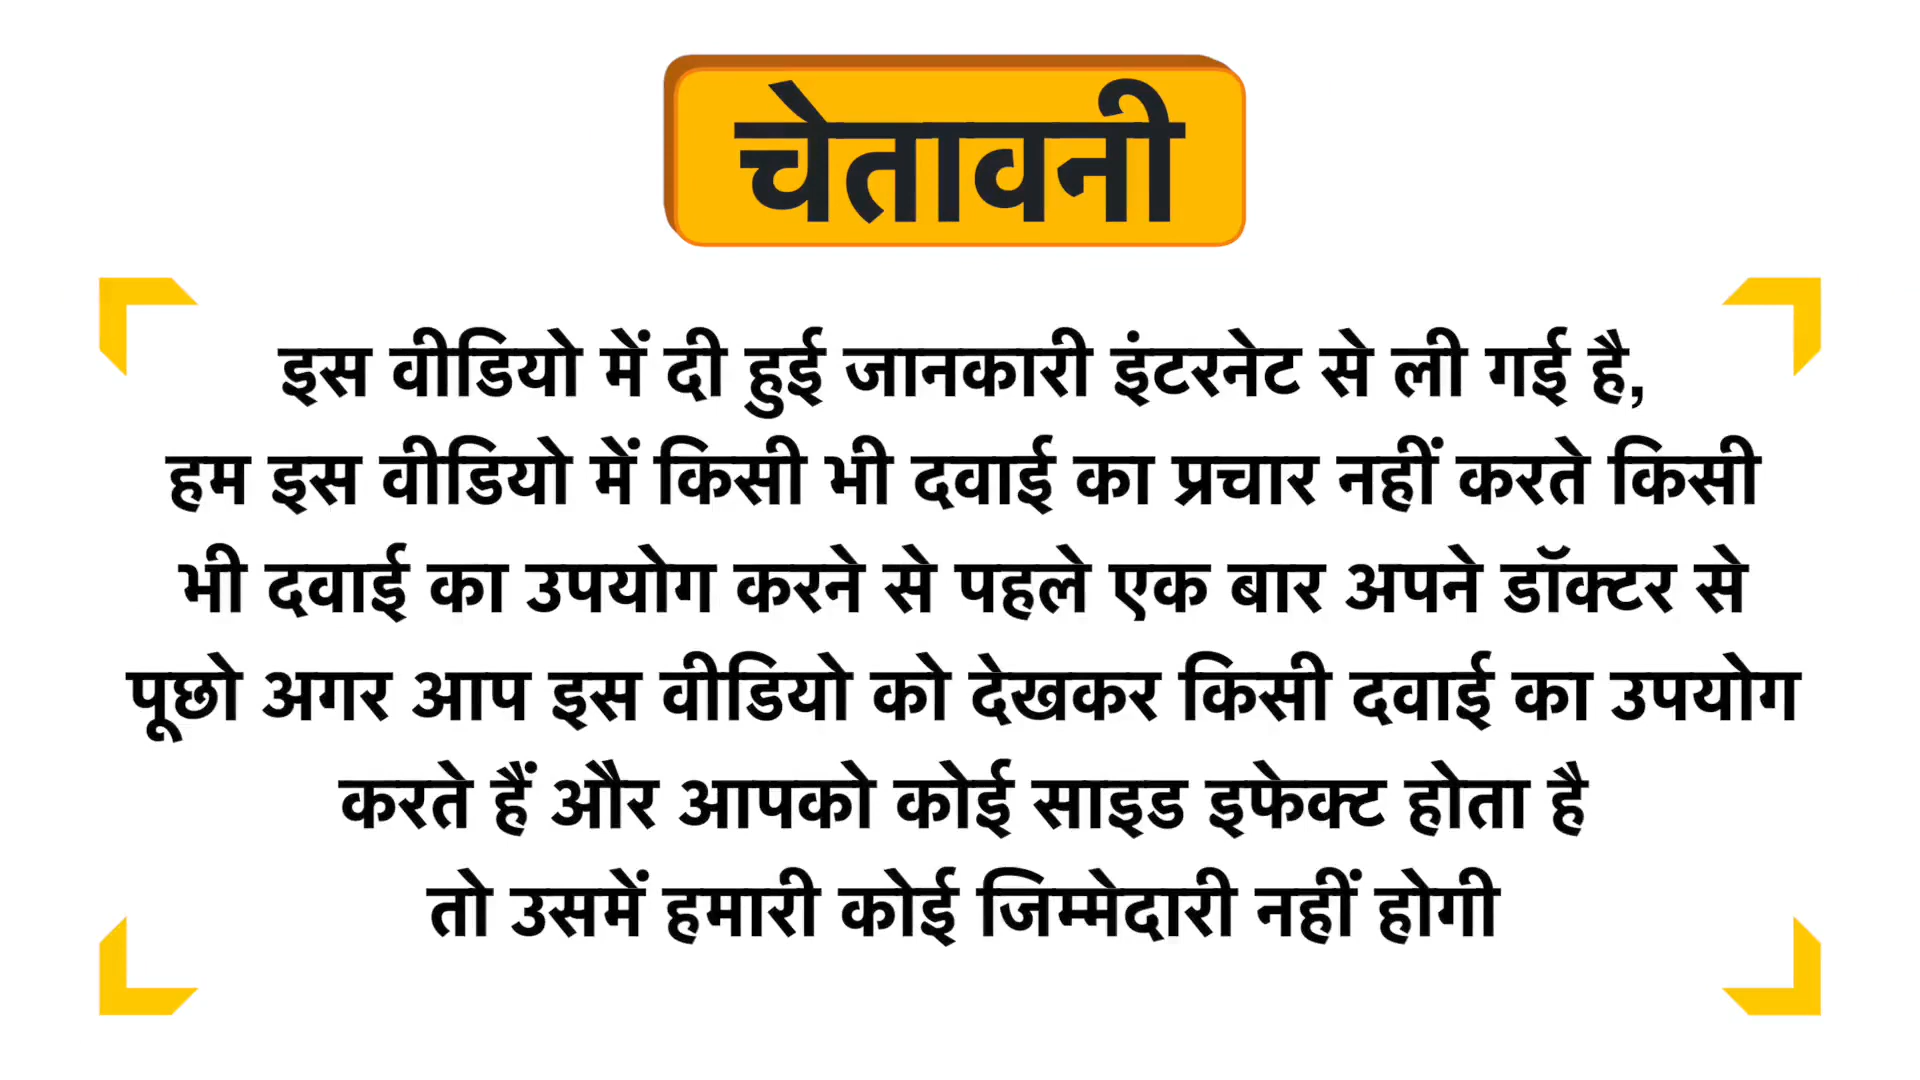 चेतावनी
इस वीडियो में दी हुई जानकारी इंटरनेट से ली गई है,
हम इस वीडियो में किसी भी दवाई का प्रचार नहीं करते किसी
भी दवाई का उपयोग करने से पहले एक बार अपने डॉक्टर से
पूछो अगर आप इस वीडियो को देखकर किसी दवाई का उपयोग
करते हैं और आपको कोई साइड इफेक्ट होता है
तो उसमें हमारी कोई जिम्मेदारी नहीं होगी